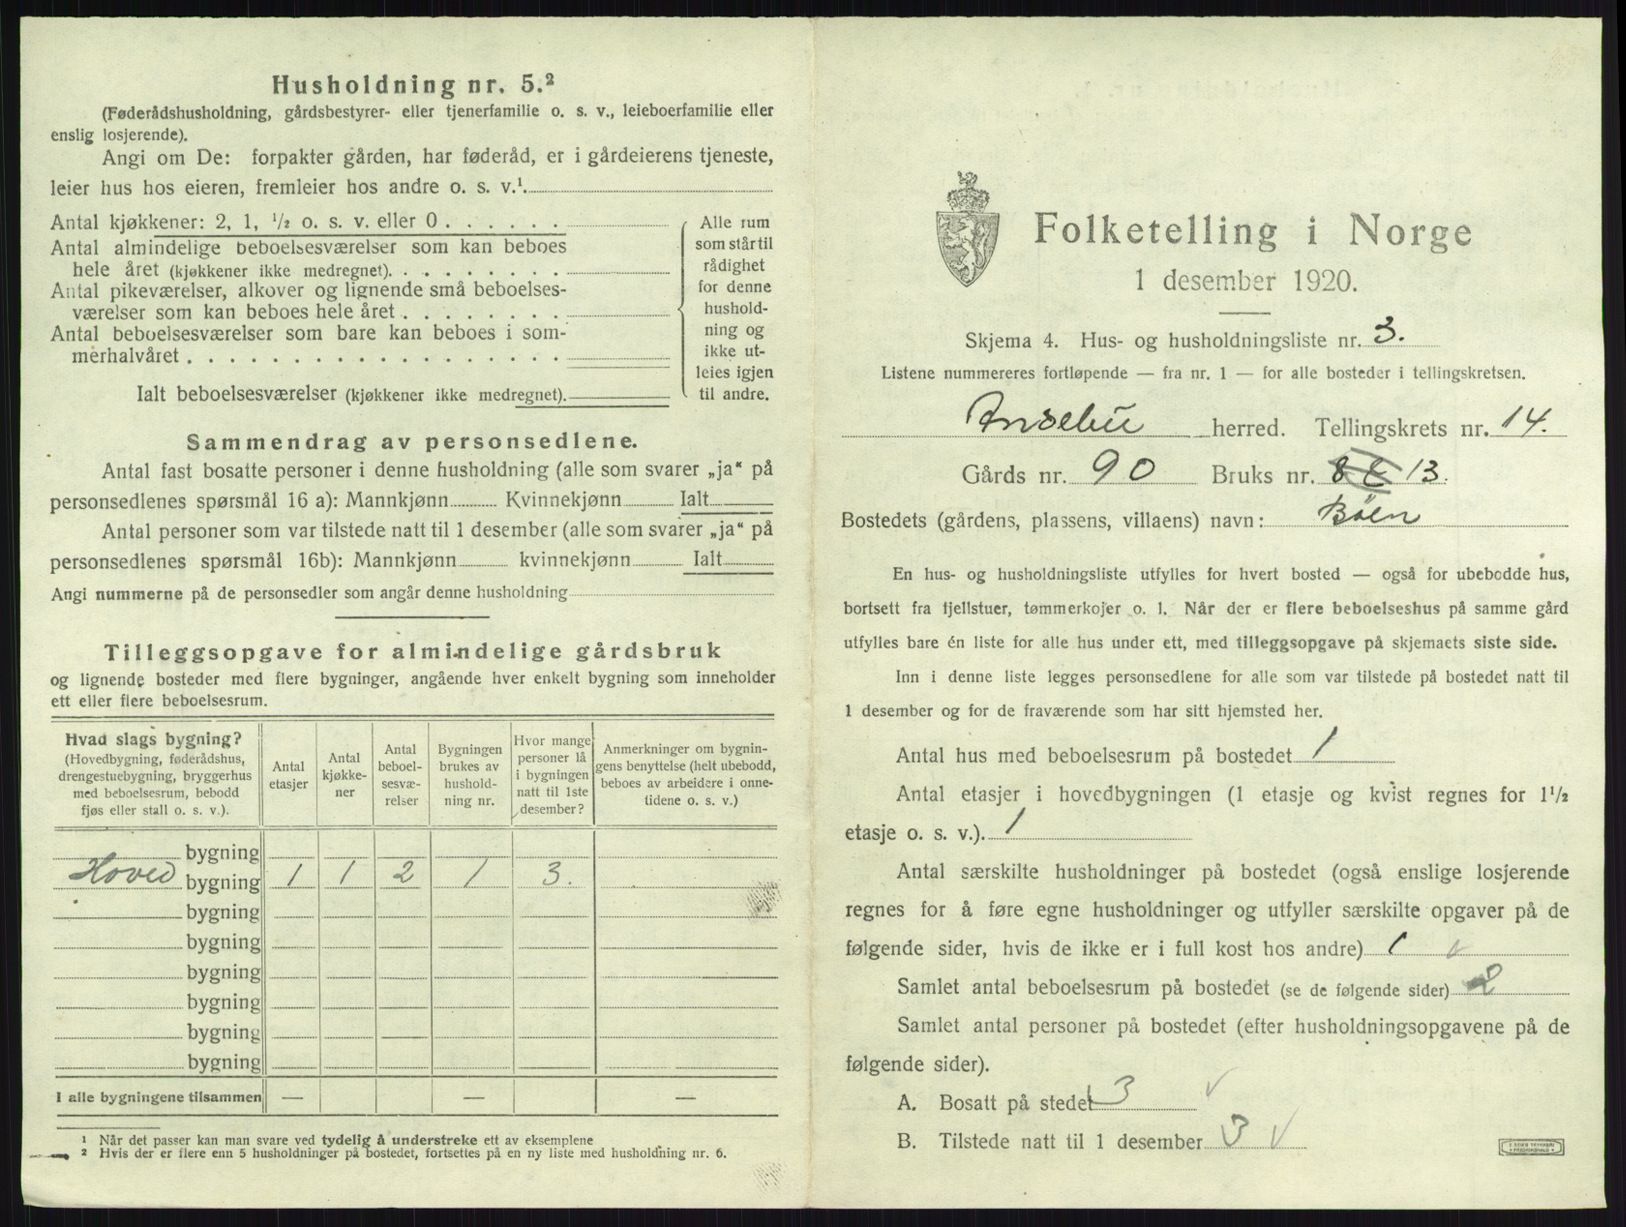 Husholdning nr. 5.²
(Føderådshusholdning, gårdsbestyrer- eller tjenerfamilie o. s. v., leieboerfamilie eller
enslig losjerende).
Angi om De: forpakter gården, har føderåd, er i gårdeierens tjeneste,
leier hus hos eieren, fremleier hos andre o. s. v.¹.
Antal kjøkkener: 2, 1, ½ o. s. v. eller 0 . . . . . .
Antal almindelige beboelsesværelser som kan beboes
hele året (kjøkkener ikke medregnet). . . . . . . . .
Antal pikeværelser, alkover og lignende små beboelses-
værelser som kan beboes hele året . . . . . . . .
Antal beboelsesværelser som bare kan beboes i som-
merhalvåret . . . . . . . . . . . . . . . . . .
Ialt beboelsesværelser (kjøkkener ikke medregnet).
Alle rum
som står til
rådighet
for denne
hushold-
ning og
ikke ut-
leies igjen
til andre.
Sammendrag av personsedlene.
Antal fast bosatte personer i denne husholdning (alle som svarer „ja“ på
personsedlenes spørsmål 16 a): Mannkjønn Kvinnekjønn Ialt
Antal personer som var tilstede natt til 1 desember (alle som svarer „ja“ på
personsedlenes spørsmål 16b): Mannkjønn kvinnekjønn Ialt
Angi nummerne på de personsedler som angår denne husholdning
Tilleggsopgave for almindelige gårdsbruk
og lignende bosteder med flere bygninger, angående hver enkelt bygning som inneholder
ett eller flere beboelsesrum.
Hvad slags bygning?
(Hovedbygning, føderådshus,
drengestuebygning, bryggerhus
med beboelsesrum, bebodd
fjøs eller stall o. s. v.).
Antal
etasjer
Antal
kjøkke-
ner
Antal
beboel-
sesvæ-
relser
Bygningen
brukes av
hushold-
ning nr.
Hvor mange
personer lå
i bygningen
natt til 1ste
desember?
Anmerkninger om bygnin-
gens benyttelse (helt ubebodd,
beboes av arbeidere i onne-
tidene o. s. v.)
bygning
Hoved bygning 1 1 2 1 3.
bygning
bygning
bygning
bygning
bygning
bygning
I alle bygningene tilsammen — — —
¹ Når det passer kan man svare ved tydelig å understreke ett av eksemplene
² Hvis der er flere enn 5 husholdninger på bostedet, fortsettes på en ny liste med husholdning nr. 6.
Folketelling i Norge
1 desember 1920.
Skjema 4. Hus- og husholdningsliste nr. 3.
Listene nummereres fortløpende — fra nr. 1 — for alle bosteder i tellingskretsen.
Andebu herred. Tellingskrets nr. 14.
Gårds nr. 90 Bruks nr. 13.
Bostedets (gårdens, plassens, villaens) navn: Bøen
En hus- og husholdningsliste utfylles for hvert bosted — også for ubebodde hus,
bortsett fra fjellstuer, tømmerkojer o. l. Når der er flere beboelseshus på samme gård
utfylles bare én liste for alle hus under ett, med tilleggsopgave på skjemaets siste side.
Inn i denne liste legges personsedlene for alle som var tilstede på bostedet natt til
1 desember og for de fraværende som har sitt hjemsted her.
Antal hus med beboelsesrum på bostedet 1
Antal etasjer i hovedbygningen (1 etasje og kvist regnes for 1½
etasje o. s. v.). 1
Antal særskilte husholdninger på bostedet (også enslige losjerende
regnes for å føre egne husholdninger og utfyller særskilte opgaver på de
følgende sider, hvis de ikke er i full kost hos andre) 1 v
Samlet antal beboelsesrum på bostedet (se de følgende sider) 2
Samlet antal personer på bostedet (efter husholdningsopgavene på de
følgende sider).
A. Bosatt på stedet 3 v
B. Tilstede natt til 1 desember 3 v